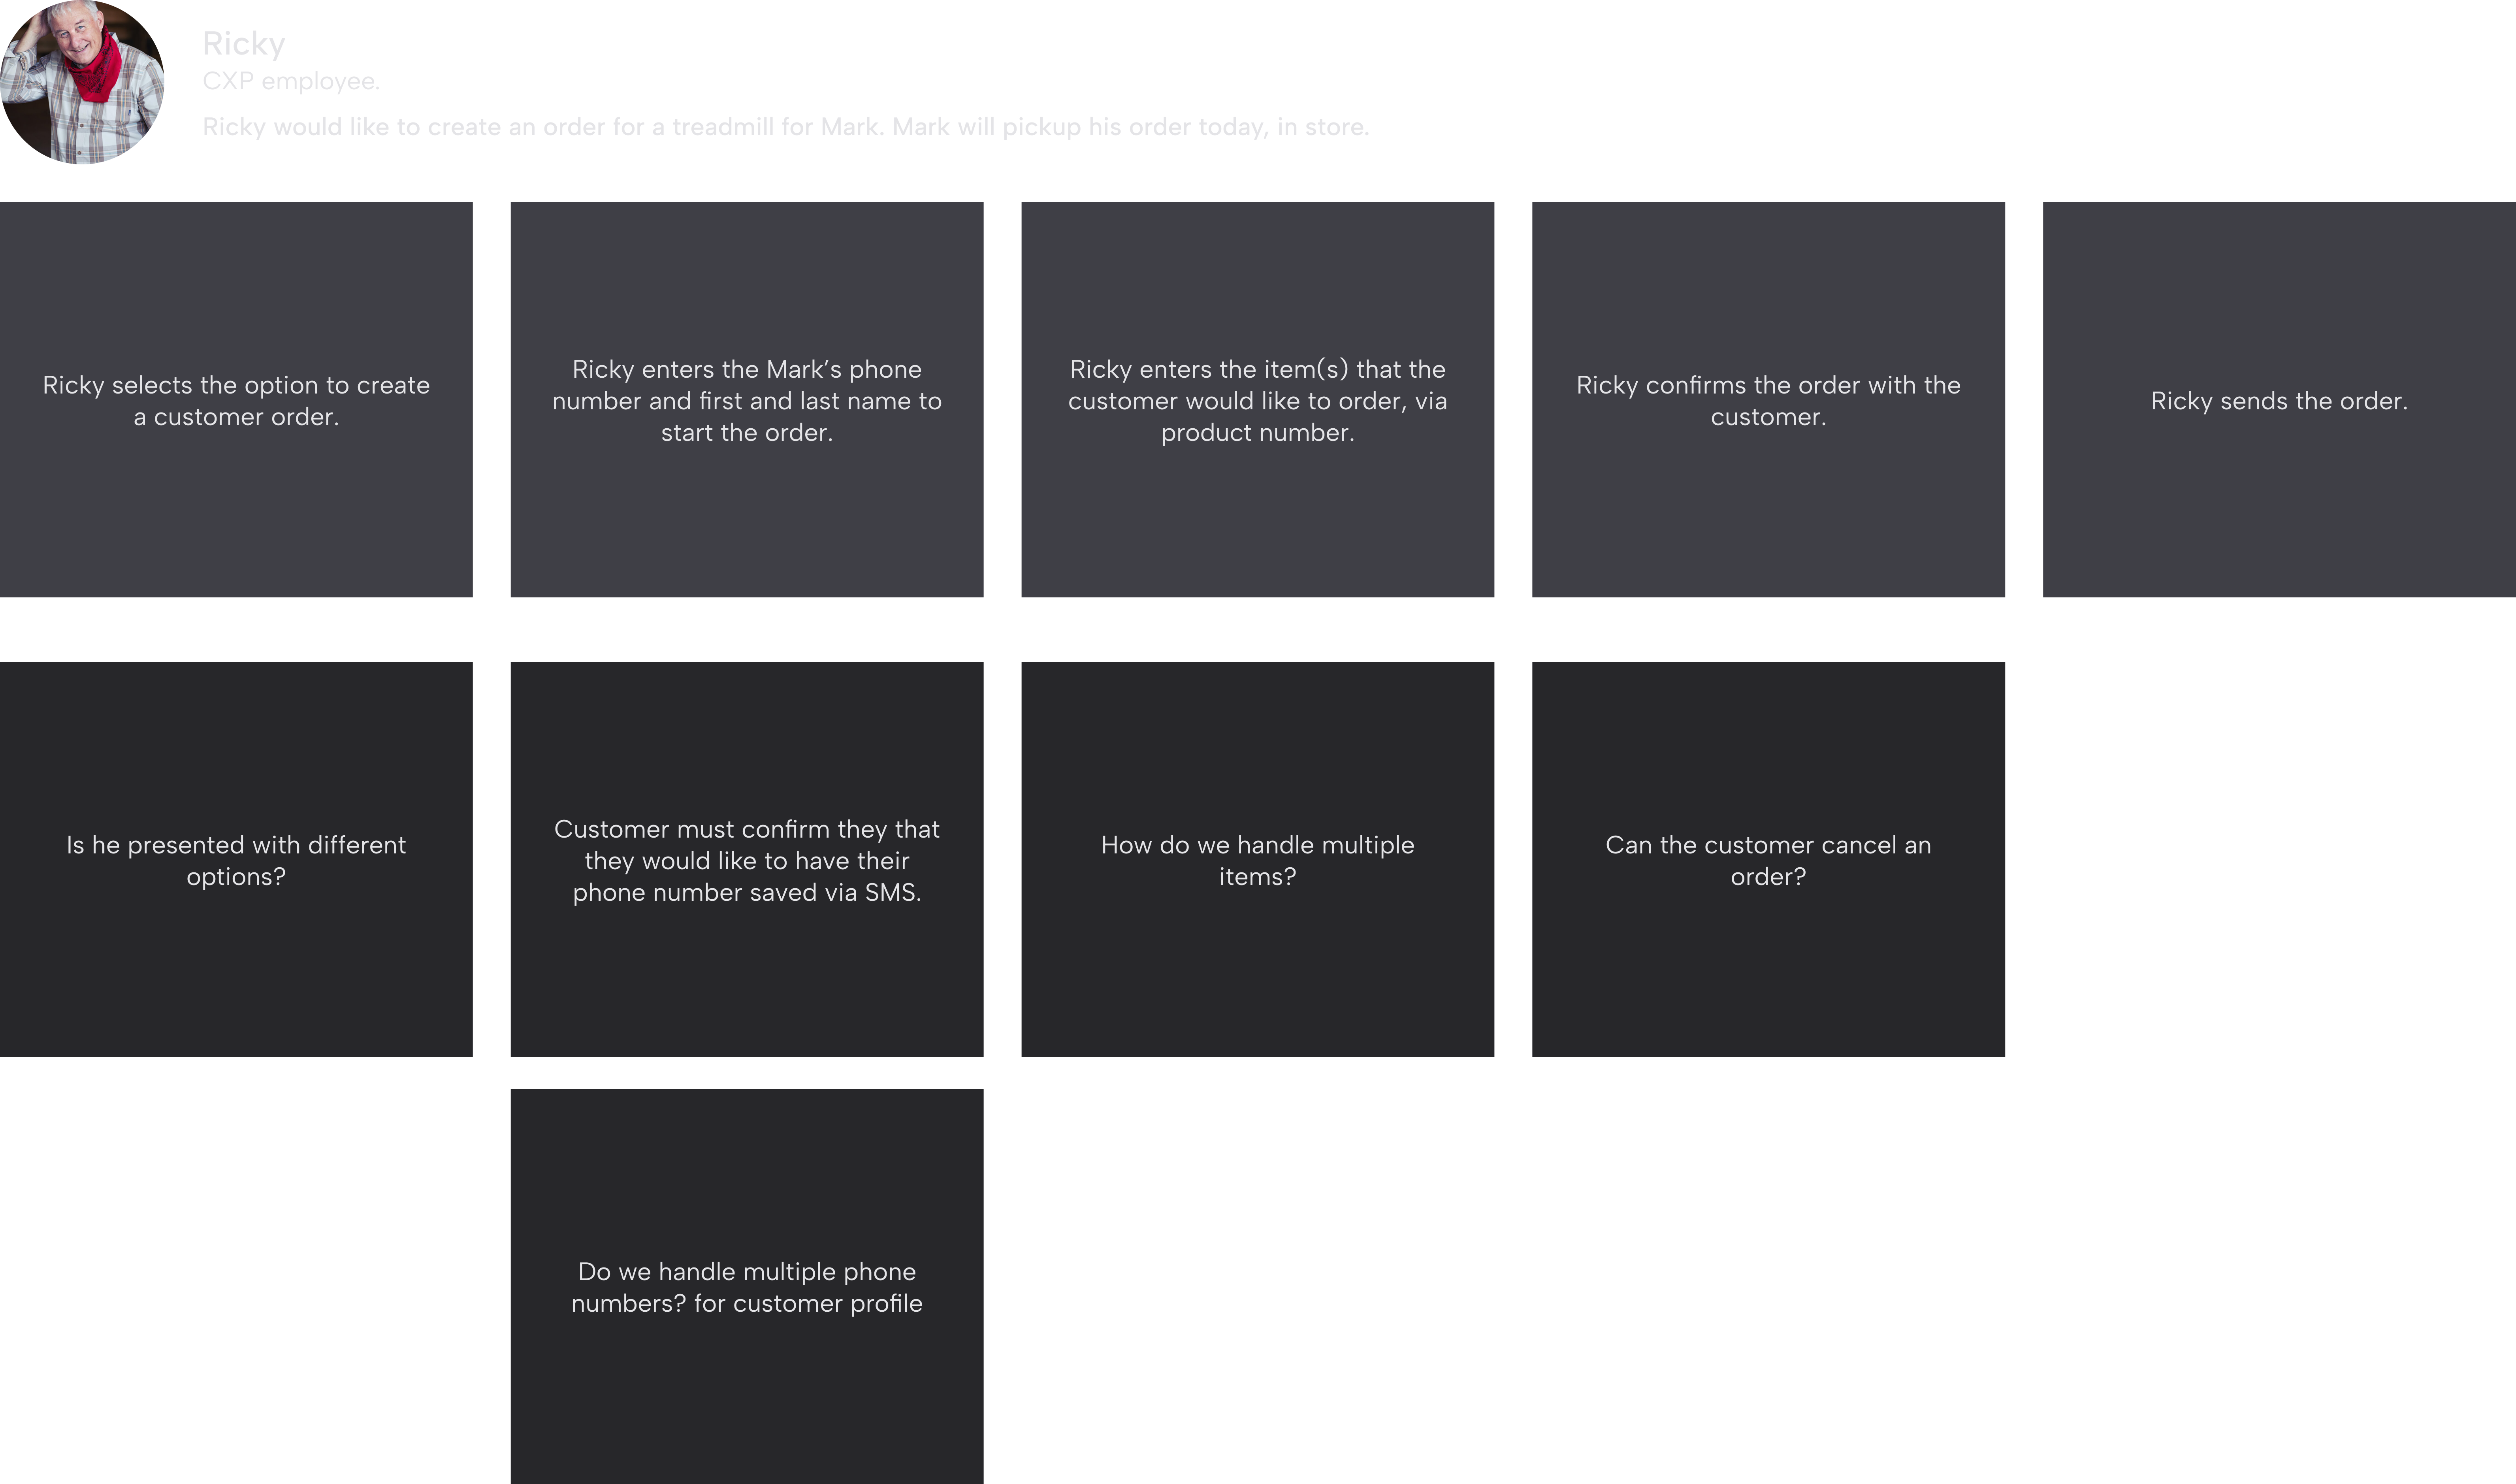 Ricky
CXP employee.
Ricky would like to create an order for a treadmill for Mark. Mark will pickup his order today, in store.
Ricky selects the option to create
a customer order.
Ricky enters the Mark’s phone
number and first and last name to
start the order.
Ricky enters the item(s) that the
customer would like to order, via
product number.
Ricky confirms the order with the
customer.
Ricky sends the order.
Is he presented with different
options?
Customer must confirm they that
they would like to have their
phone number saved via SMS.
How do we handle multiple
items?
Can the customer cancel an
order?
Do we handle multiple phone
numbers? for customer profile